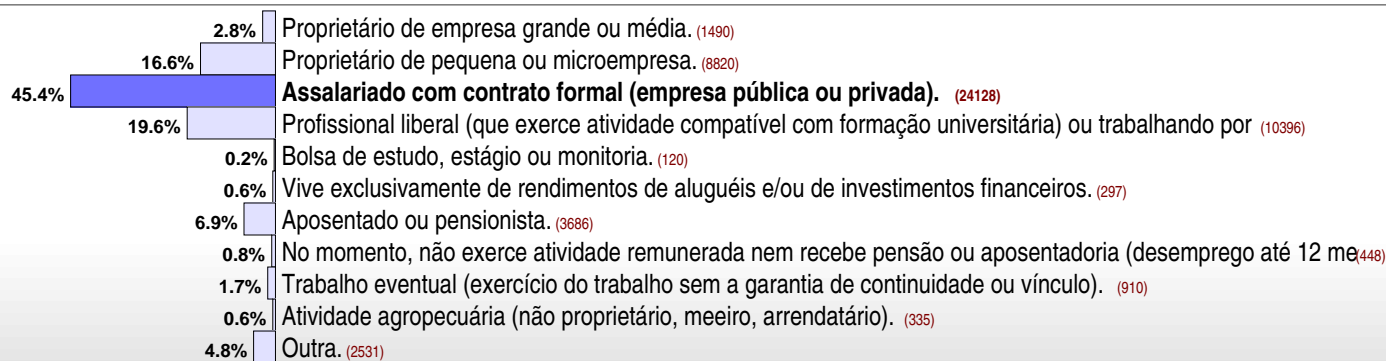 2.8% Proprietário de empresa grande ou média. (1490)
16.6% Proprietário de pequena ou microempresa. (8820)
45.4% Assalariado com contrato formal (empresa pública ou privada). (24128)
19.6% Profissional liberal (que exerce atividade compatível com formação universitária) ou trabalhando por (10396)
0.2% Bolsa de estudo, estágio ou monitoria. (120)
0.6% Vive exclusivamente de rendimentos de aluguéis e/ou de investimentos financeiros. (297)
6.9% Aposentado ou pensionista. (3686)
0.8% No momento, não exerce atividade remunerada nem recebe pensão ou aposentadoria (desemprego até 12 me(448)
1.7% Trabalho eventual (exercício do trabalho sem a garantia de continuidade ou vínculo). (910)
0.6% Atividade agropecuária (não proprietário, meeiro, arrendatário). (335)
4.8% Outra. (2531)